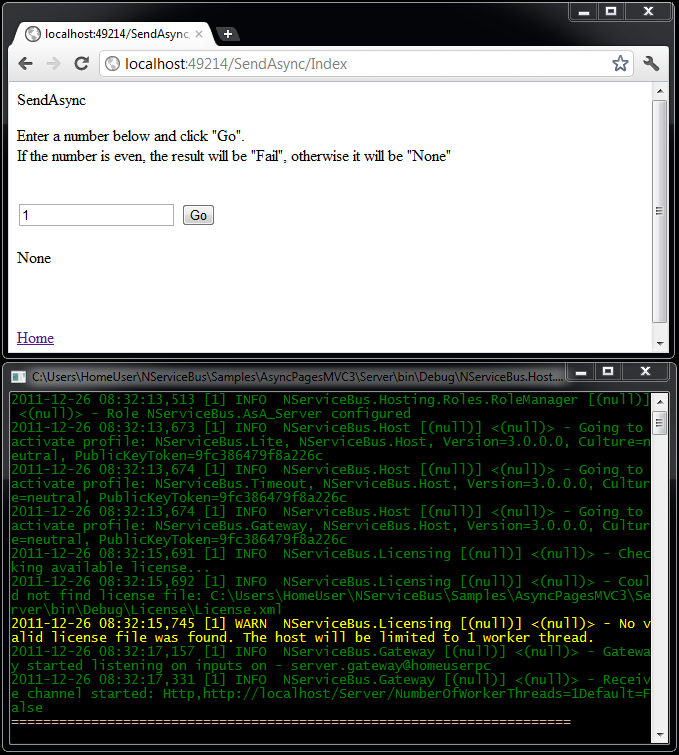 localhost:49214/SendAsync
localhost:49214/SendAsync/Index
SendAsync
Enter a number below and click "Go".
If the number is even, the result will be "Fail", otherwise it will be "None"
1 Go
None
Home
C:\Users\HomeUser\NServiceBus\Samples\AsyncPagesMVC3\Server\bin\Debug\NServiceBus.Host....
2011-12-26 08:32:13,513 [1] INFO  NServiceBus.Hosting.Roles.RoleManager [(null)]
 <(null)> - Role NServiceBus.AsA_Server configured
2011-12-26 08:32:13,673 [1] INFO  NServiceBus.Host [(null)] <(null)> - Going to
activate profile: NServiceBus.Lite, NServiceBus.Host, Version=3.0.0.0, Culture=n
eutral, PublicKeyToken=9fc386479f8a226c
2011-12-26 08:32:13,674 [1] INFO  NServiceBus.Host [(null)] <(null)> - Going to
activate profile: NServiceBus.Timeout, NServiceBus.Host, Version=3.0.0.0, Cultur
e=neutral, PublicKeyToken=9fc386479f8a226c
2011-12-26 08:32:13,674 [1] INFO  NServiceBus.Host [(null)] <(null)> - Going to
activate profile: NServiceBus.Gateway, NServiceBus.Host, Version=3.0.0.0, Cultur
e=neutral, PublicKeyToken=9fc386479f8a226c
2011-12-26 08:32:15,691 [1] INFO  NServiceBus.Licensing [(null)] <(null)> - Chec
king available license...
2011-12-26 08:32:15,692 [1] INFO  NServiceBus.Licensing [(null)] <(null)> - Coul
d not find license file: C:\Users\HomeUser\NServiceBus\Samples\AsyncPagesMVC3\Se
rver\bin\Debug\License\License.xml
2011-12-26 08:32:15,745 [1] WARN  NServiceBus.Licensing [(null)] <(null)> - No v
alid license file was found. The host will be limited to 1 worker thread.
2011-12-26 08:32:17,157 [1] INFO  NServiceBus.Gateway [(null)] <(null)> - Gatewa
y started listening on inputs on - server.gateway@homeuserpc
2011-12-26 08:32:17,331 [1] INFO  NServiceBus.Gateway [(null)] <(null)> - Receiv
e channel started: Http,http://localhost/Server/NumberOfWorkerThreads=1Default=F
alse
======================================================================